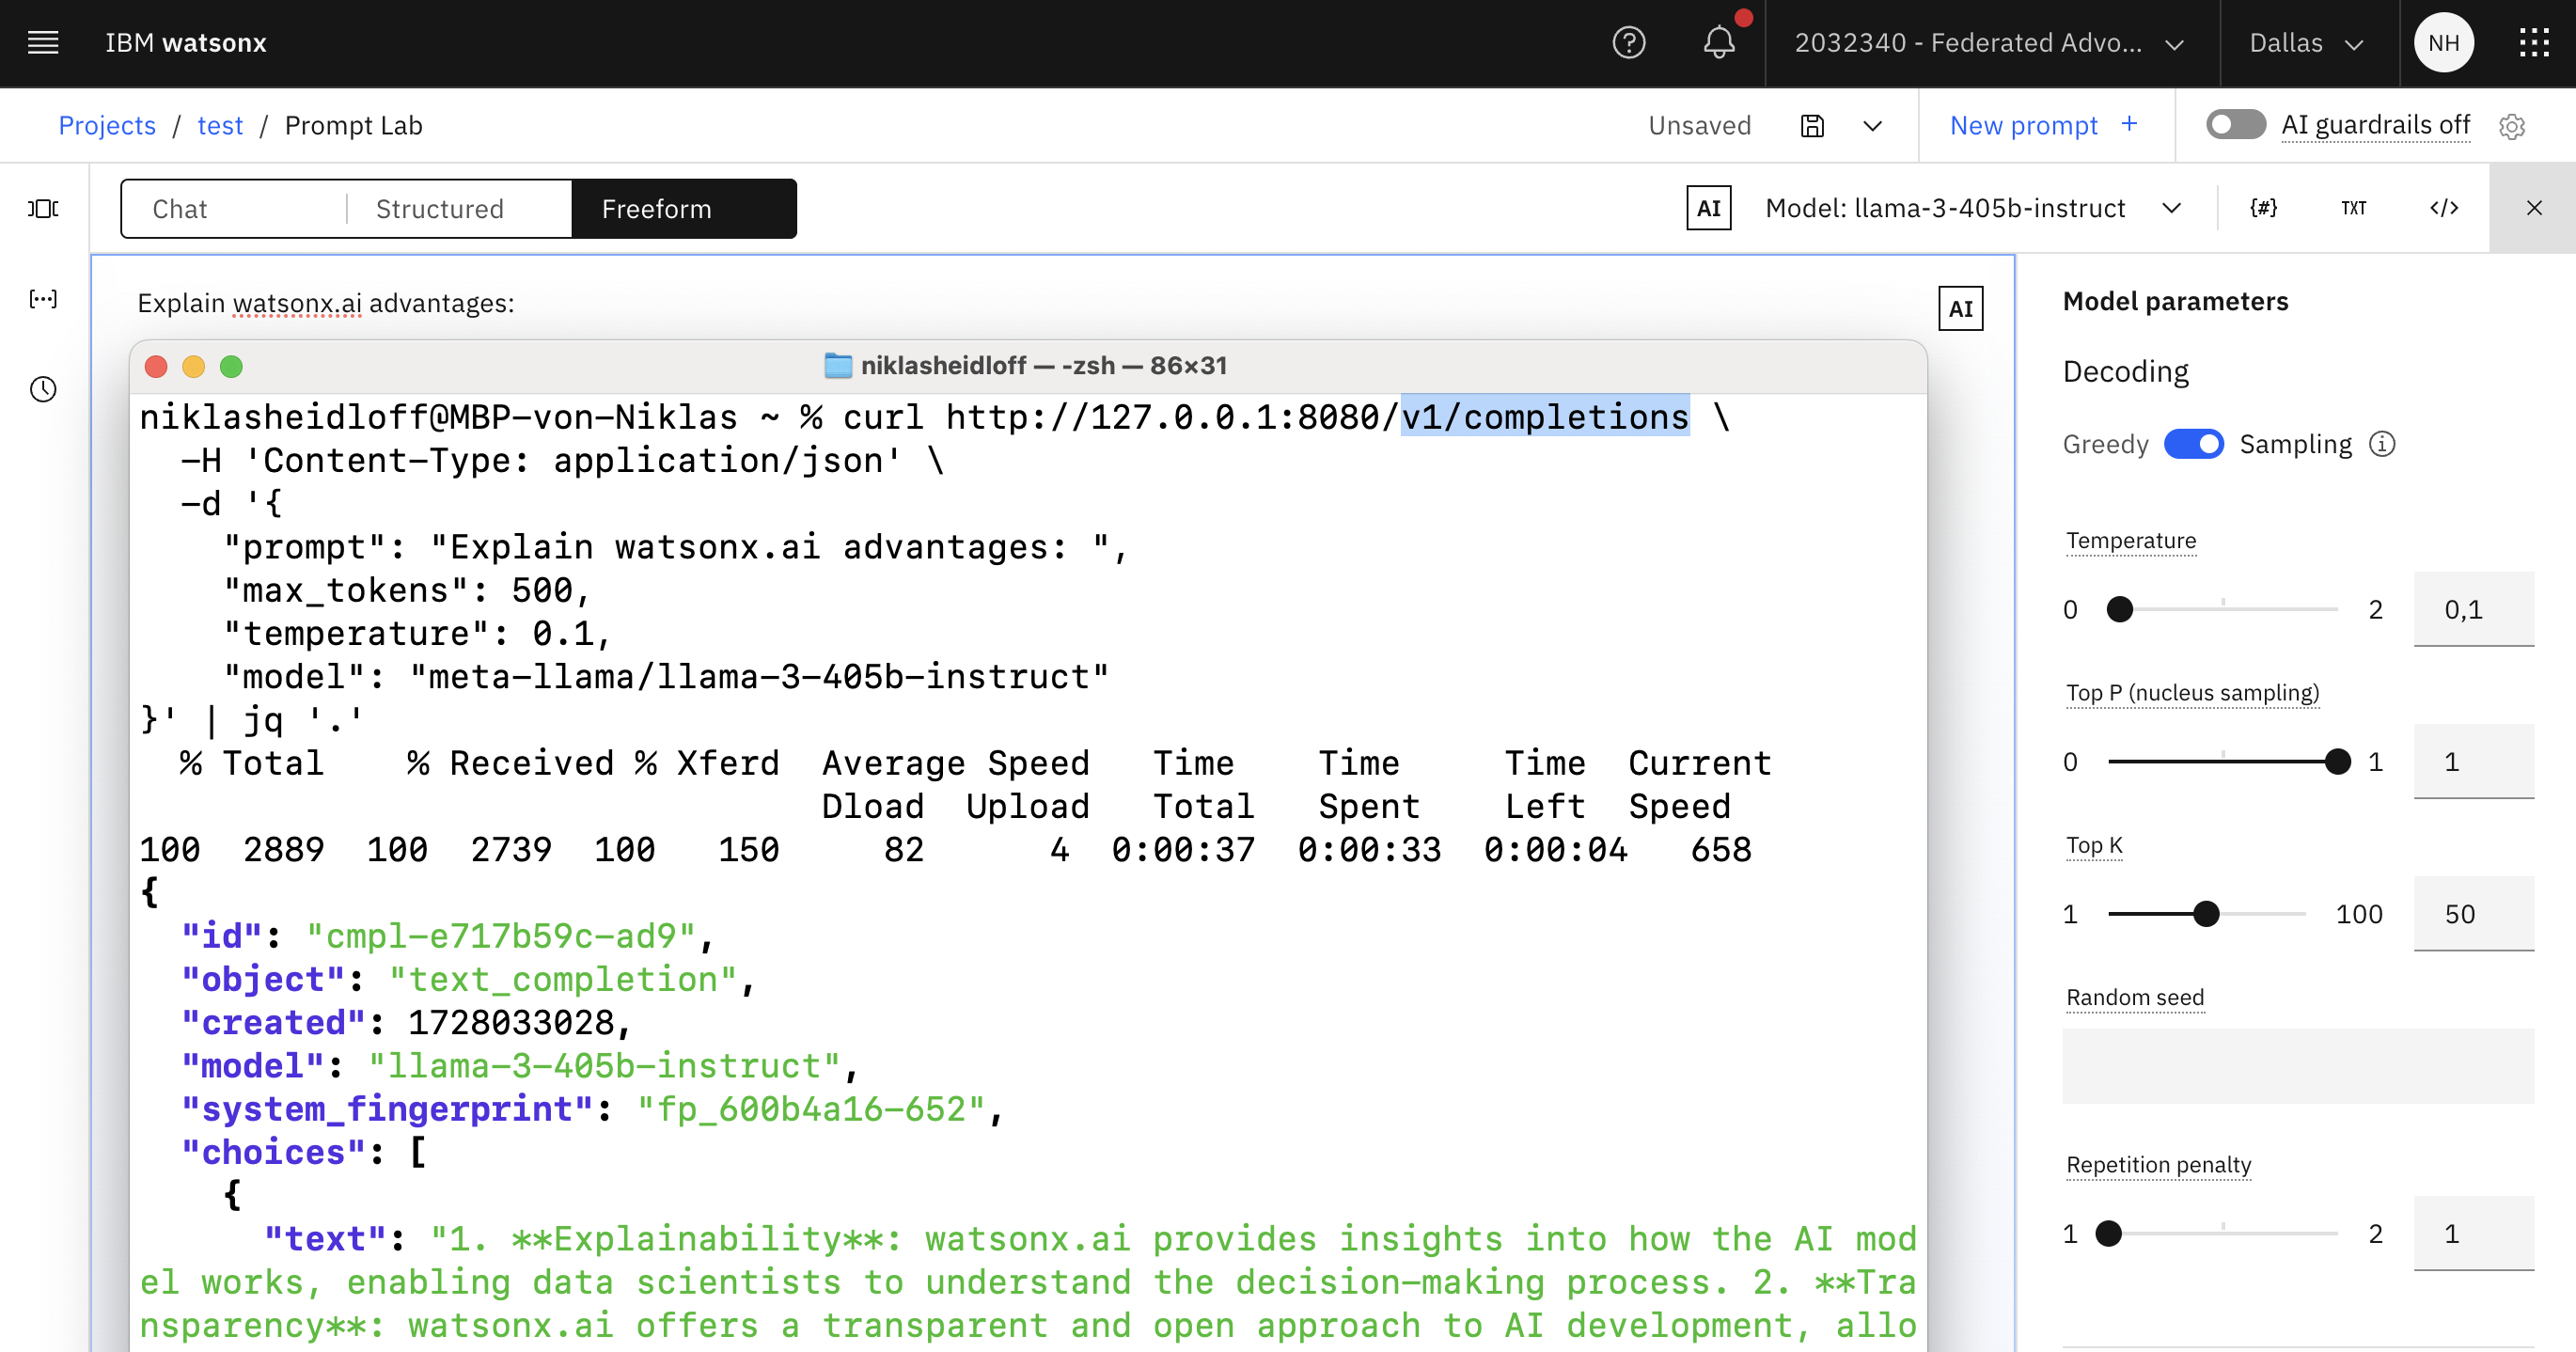 IBM watsonx
2032340 - Federated Advo...
Dallas
NH
Projects / test / Prompt Lab
Unsaved
New prompt +
AI guardrails off
Chat
Structured
Freeform
AI
Model: llama-3-405b-instruct
{#}
TXT
</>
Explain watsonx.ai advantages:
AI
niklasheidloff — -zsh — 86×31
niklasheidloff@MBP-von-Niklas ~ % curl http://127.0.0.1:8080/v1/completions \
-H 'Content-Type: application/json' \
-d '{
"prompt": "Explain watsonx.ai advantages: ",
"max_tokens": 500,
"temperature": 0.1,
"model": "meta-llama/llama-3-405b-instruct"
}' | jq '.'
% Total % Received % Xferd Average Speed Time Time Time Current
Dload Upload Total Spent Left Speed
100 2889 100 2739 100 150 82 4 0:00:37 0:00:33 0:00:04 658
{
"id": "cmpl-e717b59c-ad9",
"object": "text_completion",
"created": 1728033028,
"model": "llama-3-405b-instruct",
"system_fingerprint": "fp_600b4a16-652",
"choices": [
{
"text": "1. **Explainability**: watsonx.ai provides insights into how the AI mod
el works, enabling data scientists to understand the decision-making process. 2. **Tra
nsparency**: watsonx.ai offers a transparent and open approach to AI development, allo
Model parameters
Decoding
Greedy
Sampling
Temperature
0 2 0,1
Top P (nucleus sampling)
0 1 1
Top K
1 100 50
Random seed
Repetition penalty
1 2 1